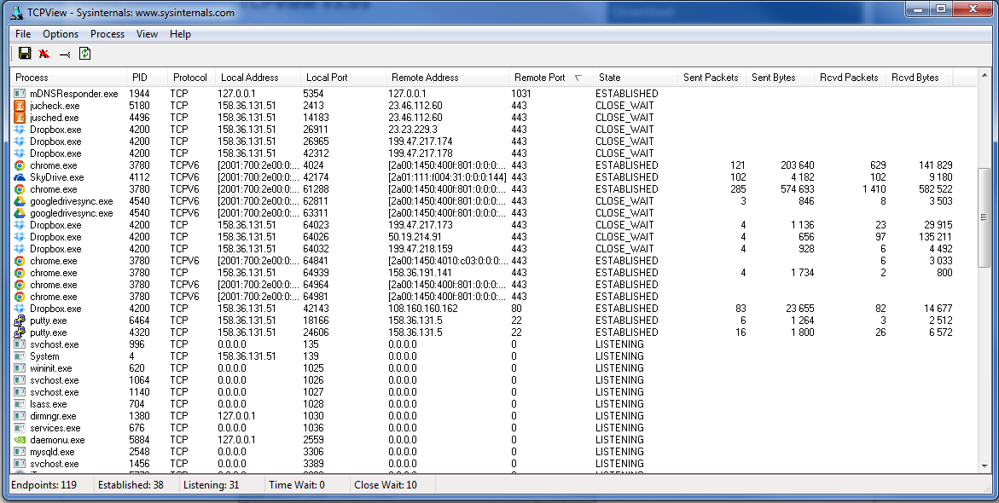 TCPView - Sysinternals: www.sysinternals.com
File Options Process View Help
Process PID Protocol Local Address Local Port Remote Address Remote Port State Sent Packets Sent Bytes Rcvd Packets Rcvd Bytes
mDNSResponder.exe 1944 TCP 127.0.0.1 5354 127.0.0.1 1031 ESTABLISHED
jucheck.exe 5180 TCP 158.36.131.51 2413 23.46.112.60 443 CLOSE_WAIT
jusched.exe 4496 TCP 158.36.131.51 14183 23.46.112.60 443 CLOSE_WAIT
Dropbox.exe 4200 TCP 158.36.131.51 26911 23.23.229.3 443 CLOSE_WAIT
Dropbox.exe 4200 TCP 158.36.131.51 26965 199.47.217.174 443 CLOSE_WAIT
Dropbox.exe 4200 TCP 158.36.131.51 42312 199.47.217.178 443 CLOSE_WAIT
chrome.exe 3780 TCPV6 [2001:700:2e00:0:... 4024 [2a00:1450:400f:801:0:0:0:... 443 ESTABLISHED 121 203 640 629 141 829
SkyDrive.exe 4112 TCPV6 [2001:700:2e00:0:... 42174 [2a01:111:f004:31:0:0:0:144] 443 ESTABLISHED 102 4 182 102 9 180
chrome.exe 3780 TCPV6 [2001:700:2e00:0:... 61288 [2a00:1450:400f:801:0:0:0:... 443 ESTABLISHED 285 574 693 1 410 582 522
googledrivesync.exe 4540 TCPV6 [2001:700:2e00:0:... 62811 [2a00:1450:400f:801:0:0:0:... 443 CLOSE_WAIT 3 846 8 3 503
googledrivesync.exe 4540 TCPV6 [2001:700:2e00:0:... 63311 [2a00:1450:400f:801:0:0:0:... 443 CLOSE_WAIT
Dropbox.exe 4200 TCP 158.36.131.51 64023 199.47.217.173 443 CLOSE_WAIT 4 1 136 23 29 915
Dropbox.exe 4200 TCP 158.36.131.51 64026 50.19.214.91 443 CLOSE_WAIT 4 656 97 135 211
Dropbox.exe 4200 TCP 158.36.131.51 64032 199.47.218.159 443 CLOSE_WAIT 4 928 6 4 492
chrome.exe 3780 TCPV6 [2001:700:2e00:0:... 64841 [2a00:1450:4010:c03:0:0:0:... 443 ESTABLISHED 6 3 033
chrome.exe 3780 TCP 158.36.131.51 64939 158.36.191.141 443 ESTABLISHED 4 1 734 2 800
chrome.exe 3780 TCPV6 [2001:700:2e00:0:... 64964 [2a00:1450:400f:801:0:0:0:... 443 ESTABLISHED
chrome.exe 3780 TCPV6 [2001:700:2e00:0:... 64981 [2a00:1450:400f:801:0:0:0:... 443 ESTABLISHED
Dropbox.exe 4200 TCP 158.36.131.51 42143 108.160.160.162 80 ESTABLISHED 83 23 655 82 14 677
putty.exe 6464 TCP 158.36.131.51 18166 158.36.131.5 22 ESTABLISHED 6 1 264 3 2 512
putty.exe 4320 TCP 158.36.131.51 24606 158.36.131.5 22 ESTABLISHED 16 1 800 26 6 572
svchost.exe 996 TCP 0.0.0.0 135 0.0.0.0 0 LISTENING
System 4 TCP 158.36.131.51 139 0.0.0.0 0 LISTENING
wininit.exe 620 TCP 0.0.0.0 1025 0.0.0.0 0 LISTENING
svchost.exe 1064 TCP 0.0.0.0 1026 0.0.0.0 0 LISTENING
svchost.exe 1140 TCP 0.0.0.0 1027 0.0.0.0 0 LISTENING
lsass.exe 704 TCP 0.0.0.0 1028 0.0.0.0 0 LISTENING
dirmngr.exe 1380 TCP 127.0.0.1 1030 0.0.0.0 0 LISTENING
services.exe 676 TCP 0.0.0.0 1036 0.0.0.0 0 LISTENING
daemonu.exe 5884 TCP 127.0.0.1 2559 0.0.0.0 0 LISTENING
mysqld.exe 2548 TCP 0.0.0.0 3306 0.0.0.0 0 LISTENING
svchost.exe 1456 TCP 0.0.0.0 3389 0.0.0.0 0 LISTENING
Endpoints: 119 Established: 38 Listening: 31 Time Wait: 0 Close Wait: 10